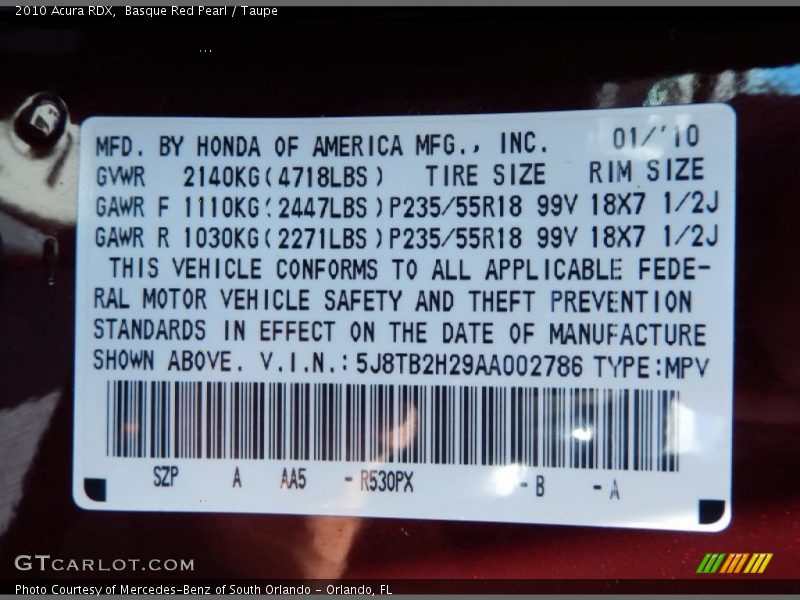 2010 Acura RDX,  Basque Red Pearl / Taupe
MFD. BY HONDA OF AMERICA MFG., INC. 01/'10
GVWR 2140KG(4718LBS) TIRE SIZE RIM SIZE
GAWR F 1110KG(2447LBS)P235/55R18 99V 18X7 1/2J
GAWR R 1030KG(2271LBS)P235/55R18 99V 18X7 1/2J
THIS VEHICLE CONFORMS TO ALL APPLICABLE FEDE-
RAL MOTOR VEHICLE SAFETY AND THEFT PREVENTION
STANDARDS IN EFFECT ON THE DATE OF MANUFACTURE
SHOWN ABOVE. V.I.N.:5J8TB2H29AA002786 TYPE:MPV
SZP A AA5 -R530PX -B -A
GTCARLOT.COM
Photo Courtesy of Mercedes-Benz of South Orlando - Orlando, FL